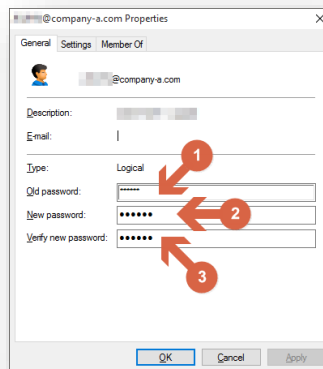 @company-a.com Properties
General Settings Member Of
@company-a.com
Description:
E-mail:
1
Type: Logical
Old password: ••••••
New password: •••••• 2
Verify new password: ••••••
3
OK Cancel Apply